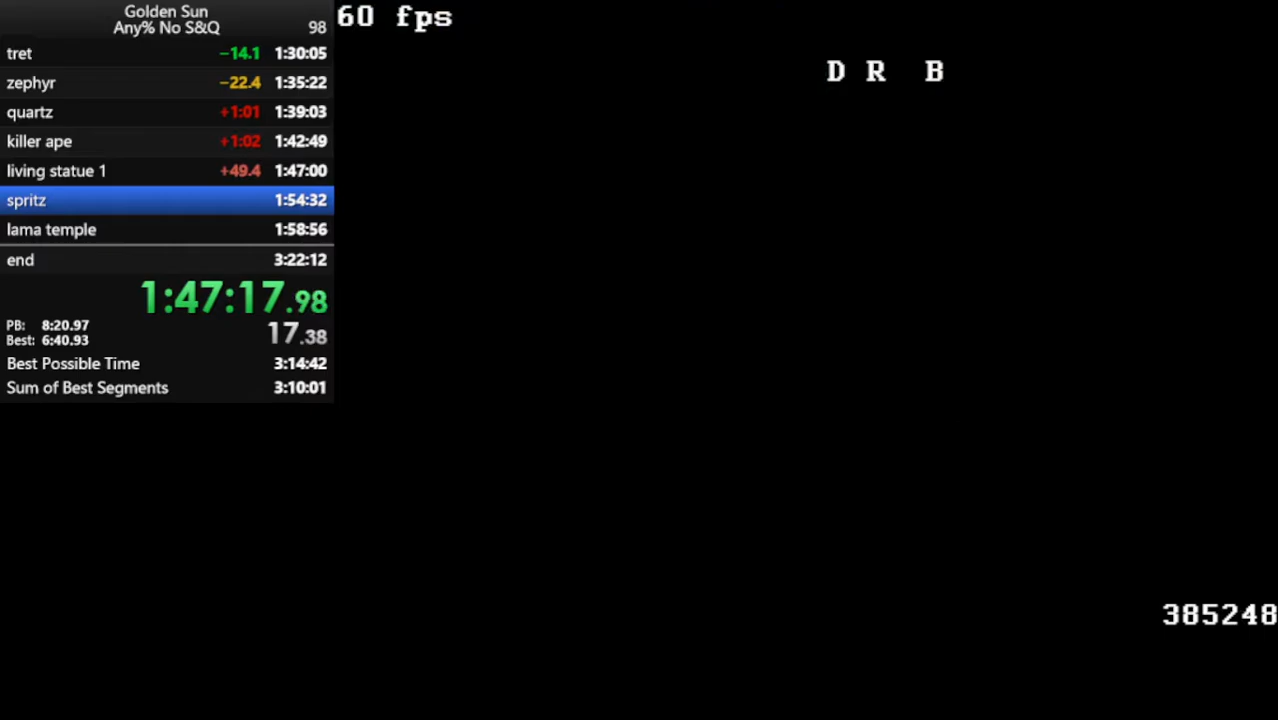 Golden Sun
Any% No S&Q 98
tret −14.1 1:30:05
zephyr −22.4 1:35:22
quartz +1:01 1:39:03
killer ape +1:02 1:42:49
living statue 1 +49.4 1:47:00
spritz 1:54:32
lama temple 1:58:56
end 3:22:12
1:47:17.98
PB: 8:20.97
Best: 6:40.93
17.38
Best Possible Time 3:14:42
Sum of Best Segments 3:10:01
60 fps
D R B
385248